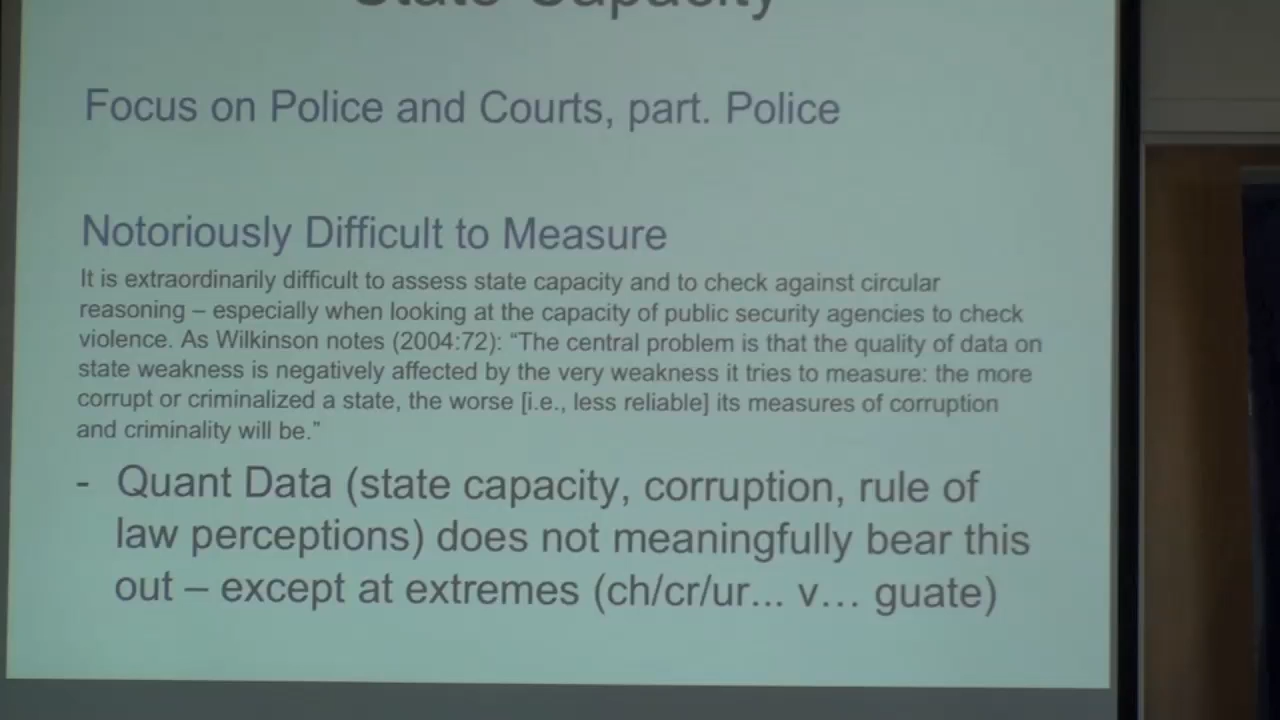 State Capacity
Focus on Police and Courts, part. Police
Notoriously Difficult to Measure
It is extraordinarily difficult to assess state capacity and to check against circular
reasoning – especially when looking at the capacity of public security agencies to check
violence. As Wilkinson notes (2004:72): “The central problem is that the quality of data on
state weakness is negatively affected by the very weakness it tries to measure: the more
corrupt or criminalized a state, the worse [i.e., less reliable] its measures of corruption
and criminality will be.”
- Quant Data (state capacity, corruption, rule of
law perceptions) does not meaningfully bear this
out – except at extremes (ch/cr/ur... v... guate)